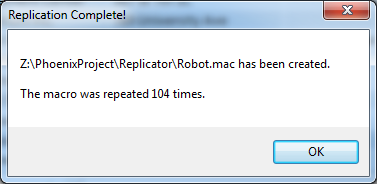 Replication Complete!
Z:\PhoenixProject\Replicator\Robot.mac has been created.
The macro was repeated 104 times.
OK